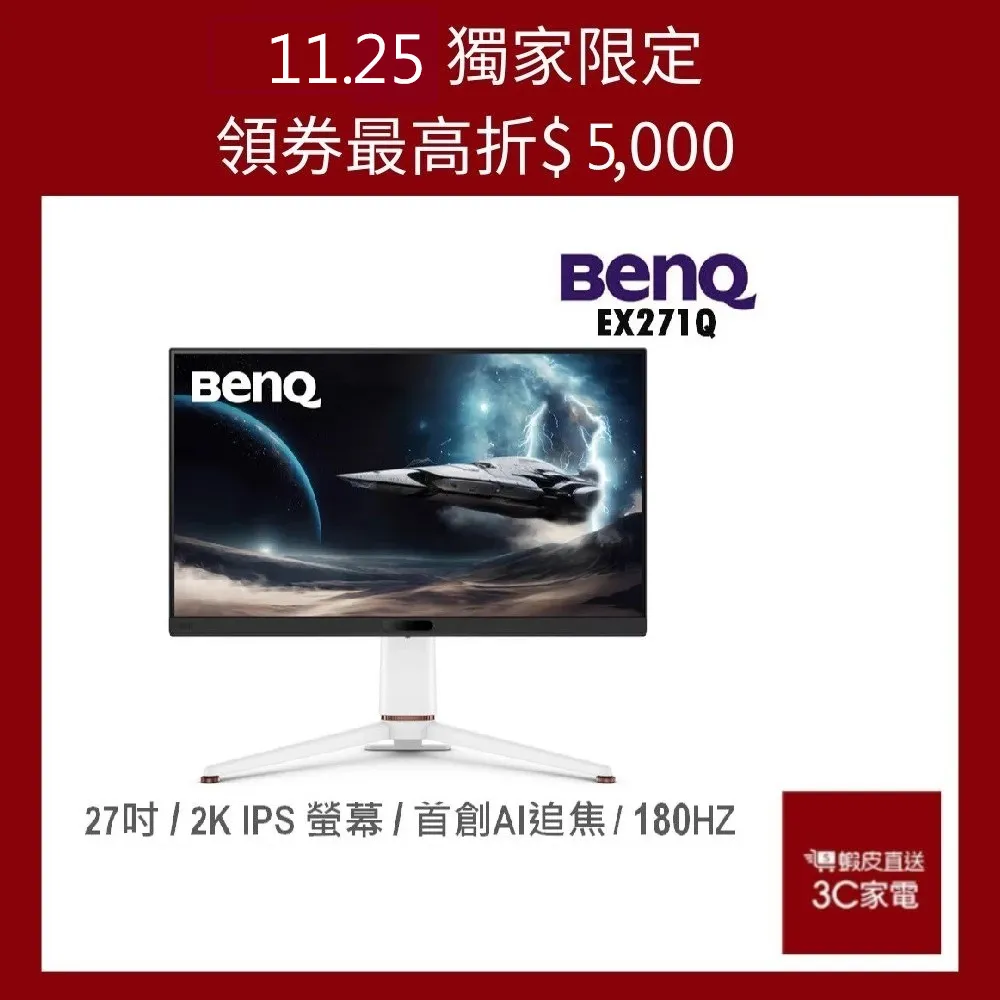 11.25 獨家限定
領券最高折$ 5,000
BenQ
EX271Q
BenQ
27吋 / 2K IPS 螢幕 / 首創AI追焦 / 180HZ
蝦皮直送
3C家電